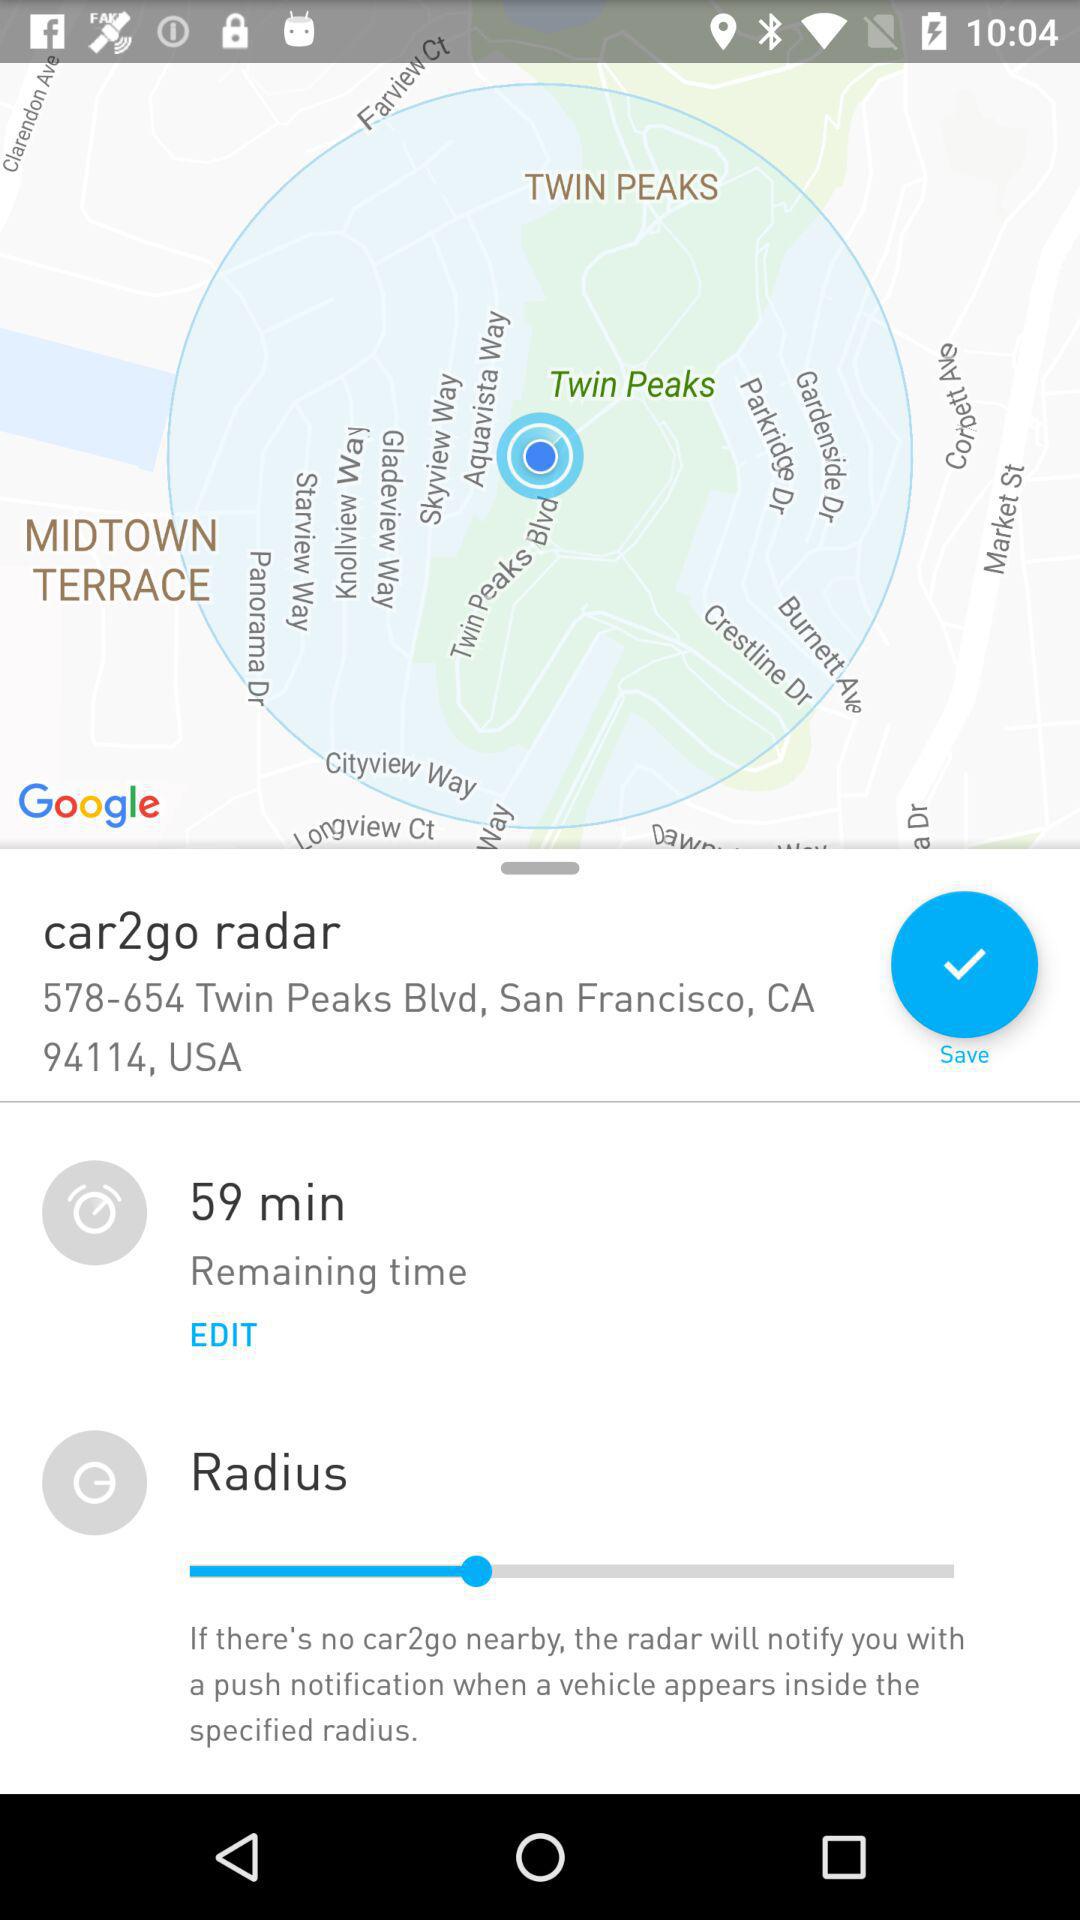 FAKE
10:04
Clarendon Ave
Farview Ct
TWIN PEAKS
Twin Peaks
Aquavista Way
Skyview Way
Gladeview Way
Knollview Way
Starview Way
Panorama Dr
MIDTOWN
TERRACE
Twin Peaks Blvd
Parkridge Dr
Gardenside Dr
Corbett Ave
Market St
Crestline Dr
Burnett Ave
Cityview Way
Longview Ct
Way
a Dr
Google
car2go radar
578-654 Twin Peaks Blvd, San Francisco, CA
94114, USA
Save
59 min
Remaining time
EDIT
Radius
If there's no car2go nearby, the radar will notify you with
a push notification when a vehicle appears inside the
specified radius.